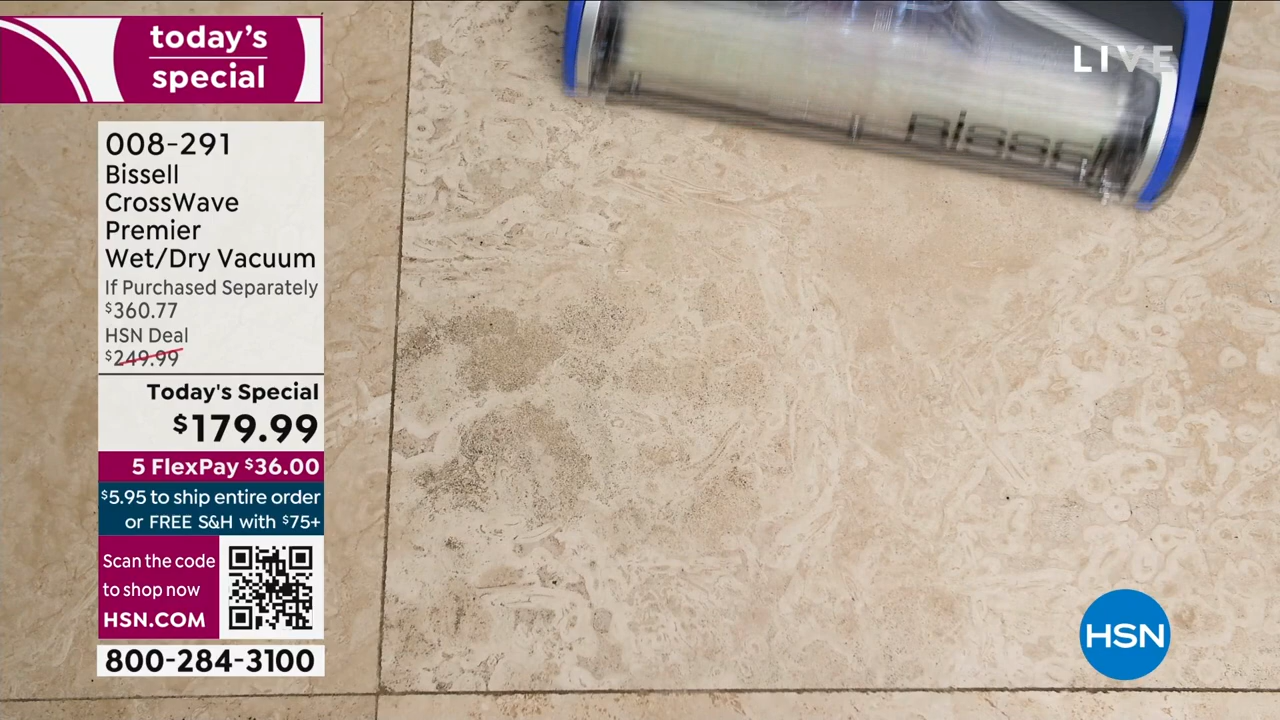 today's
special
LIVE
bissell
008-291
Bissell
CrossWave
Premier
Wet/Dry Vacuum
If Purchased Separately
$360.77
HSN Deal
$249.99
Today's Special
$179.99
5 FlexPay $36.00
$5.95 to ship entire order
or FREE S&H with $75+
Scan the code
to shop now
HSN.COM
800-284-3100
HSN